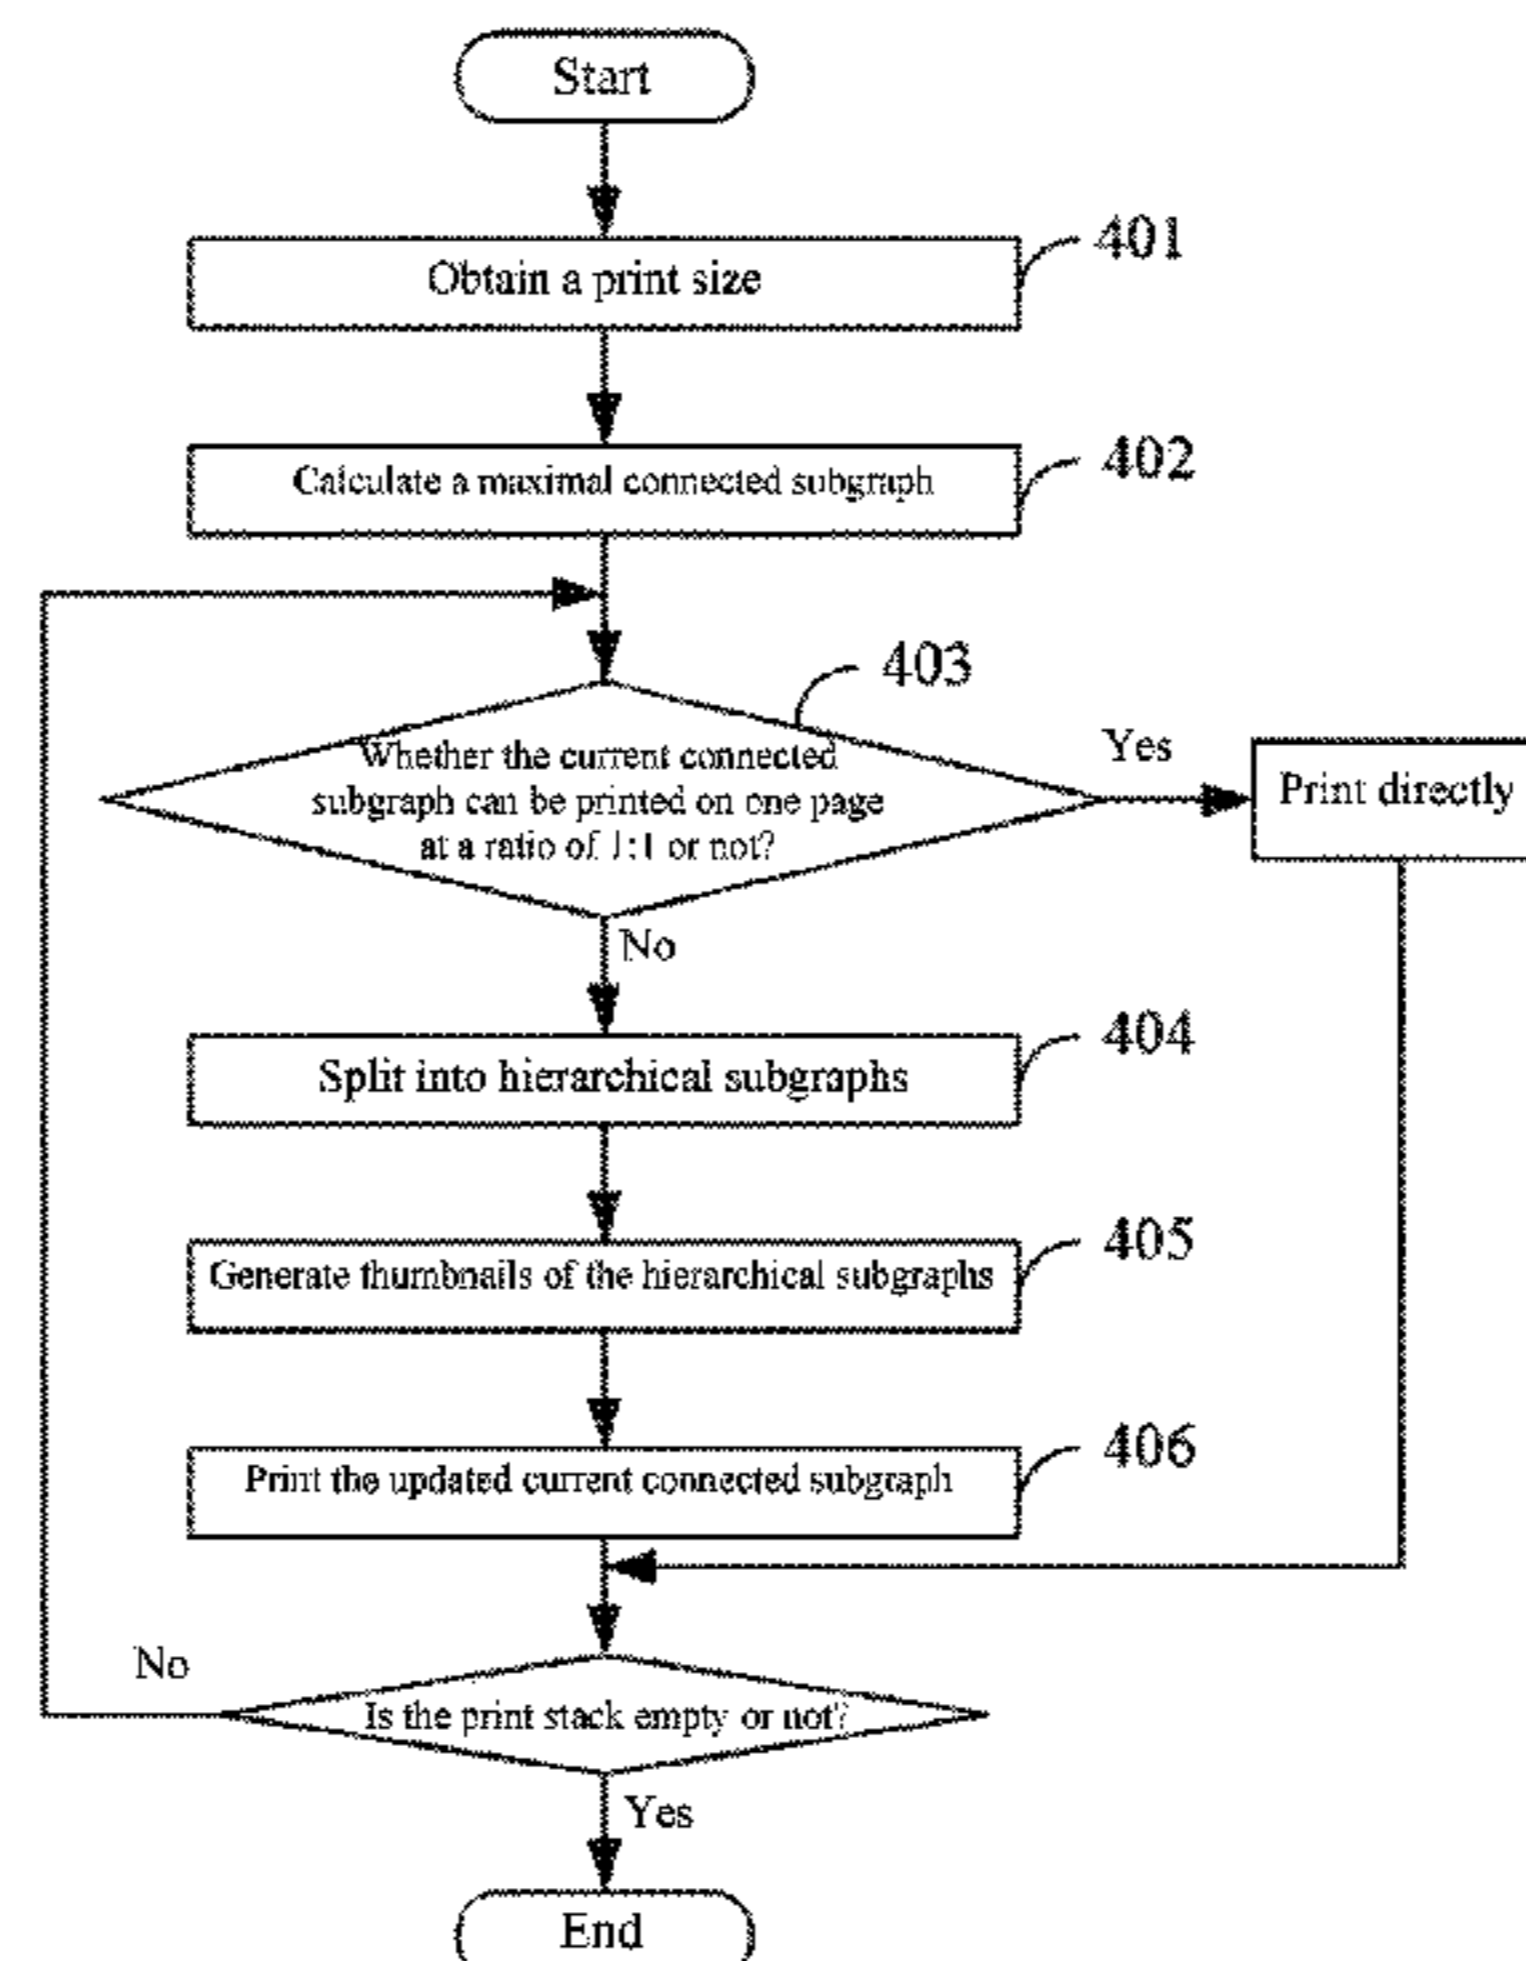 Start
401
Obtain a print size
402
Calculate a maximal connected subgraph
403
Whether the current connected
subgraph can be printed on one page
at a ratio of 1:1 or not?
Yes
Print directly
No
404
Split into hierarchical subgraphs
405
Generate thumbnails of the hierarchical subgraphs
406
Print the updated current connected subgraph
No
Is the print stack empty or not?
Yes
End